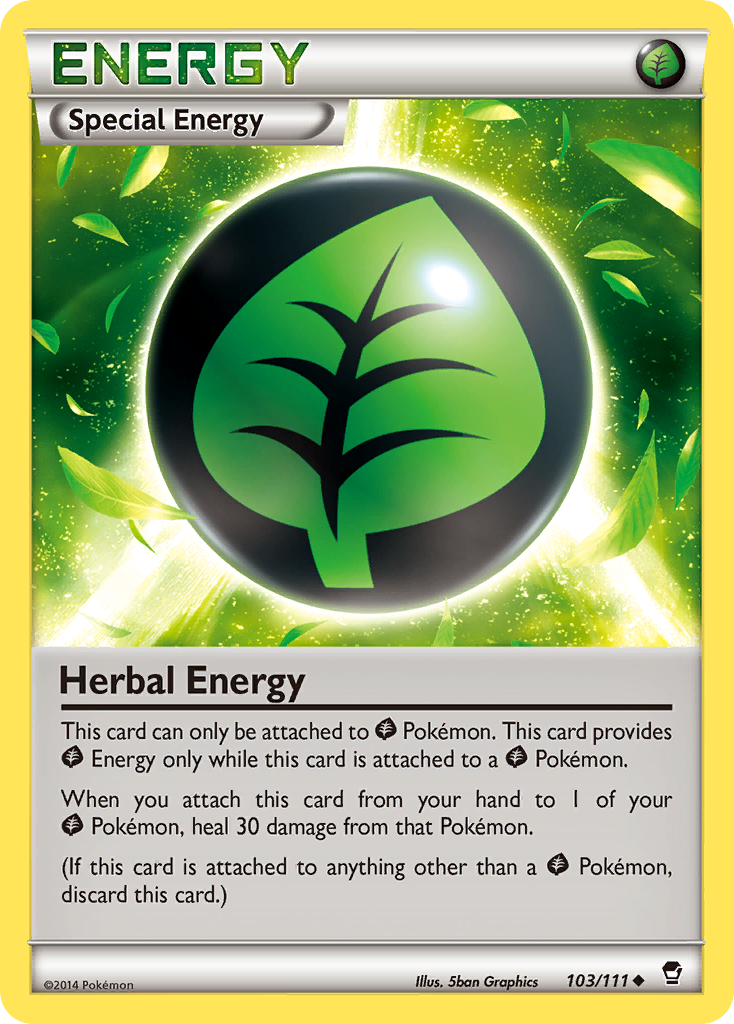 ENERGY
Special Energy
Herbal Energy
This card can only be attached to Pokémon. This card provides
Energy only while this card is attached to a Pokémon.
When you attach this card from your hand to 1 of your
Pokémon, heal 30 damage from that Pokémon.
(If this card is attached to anything other than a Pokémon,
discard this card.)
©2014 Pokémon
Illus. 5ban Graphics
103/111